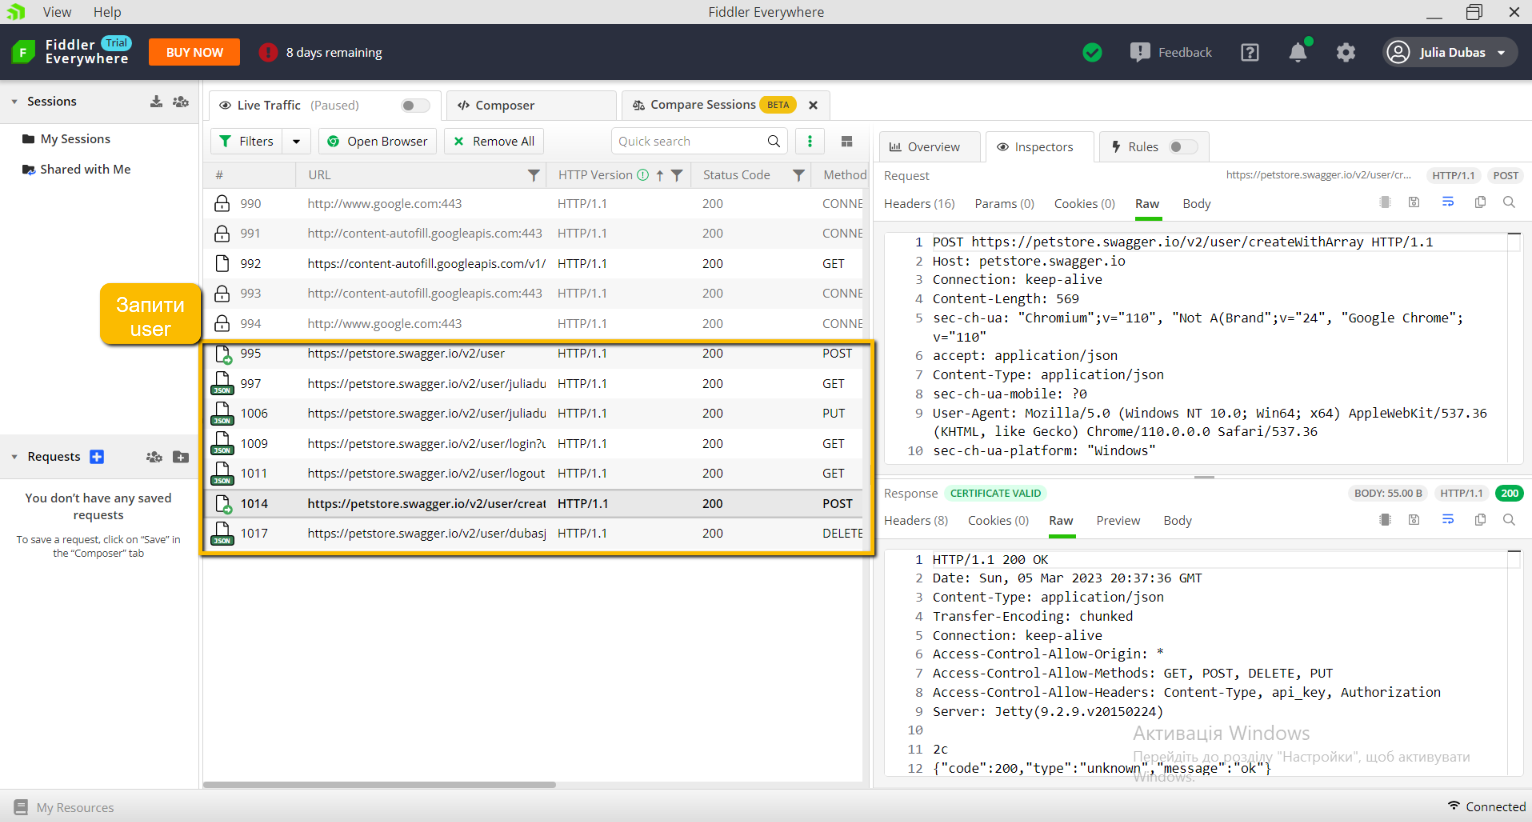 View Help Fiddler Everywhere
Fiddler Everywhere Trial BUY NOW 8 days remaining Feedback Julia Dubas
Sessions
My Sessions
Shared with Me
Requests
You don't have any saved
requests
To save a request, click on "Save" in
the "Composer" tab
Запити
user
Live Traffic (Paused) Composer Compare Sessions BETA
Filters Open Browser Remove All Quick search
# URL HTTP Version Status Code Method
990 http://www.google.com:443 HTTP/1.1 200 CONNE
991 http://content-autofill.googleapis.com:443 HTTP/1.1 200 CONNE
992 https://content-autofill.googleapis.com/v1/ HTTP/1.1 200 GET
993 http://content-autofill.googleapis.com:443 HTTP/1.1 200 CONNE
994 http://www.google.com:443 HTTP/1.1 200 CONNE
995 https://petstore.swagger.io/v2/user HTTP/1.1 200 POST
JSON 997 https://petstore.swagger.io/v2/user/juliadu HTTP/1.1 200 GET
JSON 1006 https://petstore.swagger.io/v2/user/juliadu HTTP/1.1 200 PUT
JSON 1009 https://petstore.swagger.io/v2/user/login?u HTTP/1.1 200 GET
JSON 1011 https://petstore.swagger.io/v2/user/logout HTTP/1.1 200 GET
1014 https://petstore.swagger.io/v2/user/creat HTTP/1.1 200 POST
JSON 1017 https://petstore.swagger.io/v2/user/dubasj HTTP/1.1 200 DELETE
Overview Inspectors Rules
Request https://petstore.swagger.io/v2/user/cr... HTTP/1.1 POST
Headers (16) Params (0) Cookies (0) Raw Body
1 POST https://petstore.swagger.io/v2/user/createWithArray HTTP/1.1
2 Host: petstore.swagger.io
3 Connection: keep-alive
4 Content-Length: 569
5 sec-ch-ua: "Chromium";v="110", "Not A(Brand";v="24", "Google Chrome";
v="110"
6 accept: application/json
7 Content-Type: application/json
8 sec-ch-ua-mobile: ?0
9 User-Agent: Mozilla/5.0 (Windows NT 10.0; Win64; x64) AppleWebKit/537.36
(KHTML, like Gecko) Chrome/110.0.0.0 Safari/537.36
10 sec-ch-ua-platform: "Windows"
Response CERTIFICATE VALID BODY: 55.00 B HTTP/1.1 200
Headers (8) Cookies (0) Raw Preview Body
1 HTTP/1.1 200 OK
2 Date: Sun, 05 Mar 2023 20:37:36 GMT
3 Content-Type: application/json
4 Transfer-Encoding: chunked
5 Connection: keep-alive
6 Access-Control-Allow-Origin: *
7 Access-Control-Allow-Methods: GET, POST, DELETE, PUT
8 Access-Control-Allow-Headers: Content-Type, api_key, Authorization
9 Server: Jetty(9.2.9.v20150224)
10
11 2c
12 {"code":200,"type":"unknown","message":"ok"}
Активація Windows
Перейдіть до розділу "Настройки", щоб активувати
Windows.
My Resources Connected